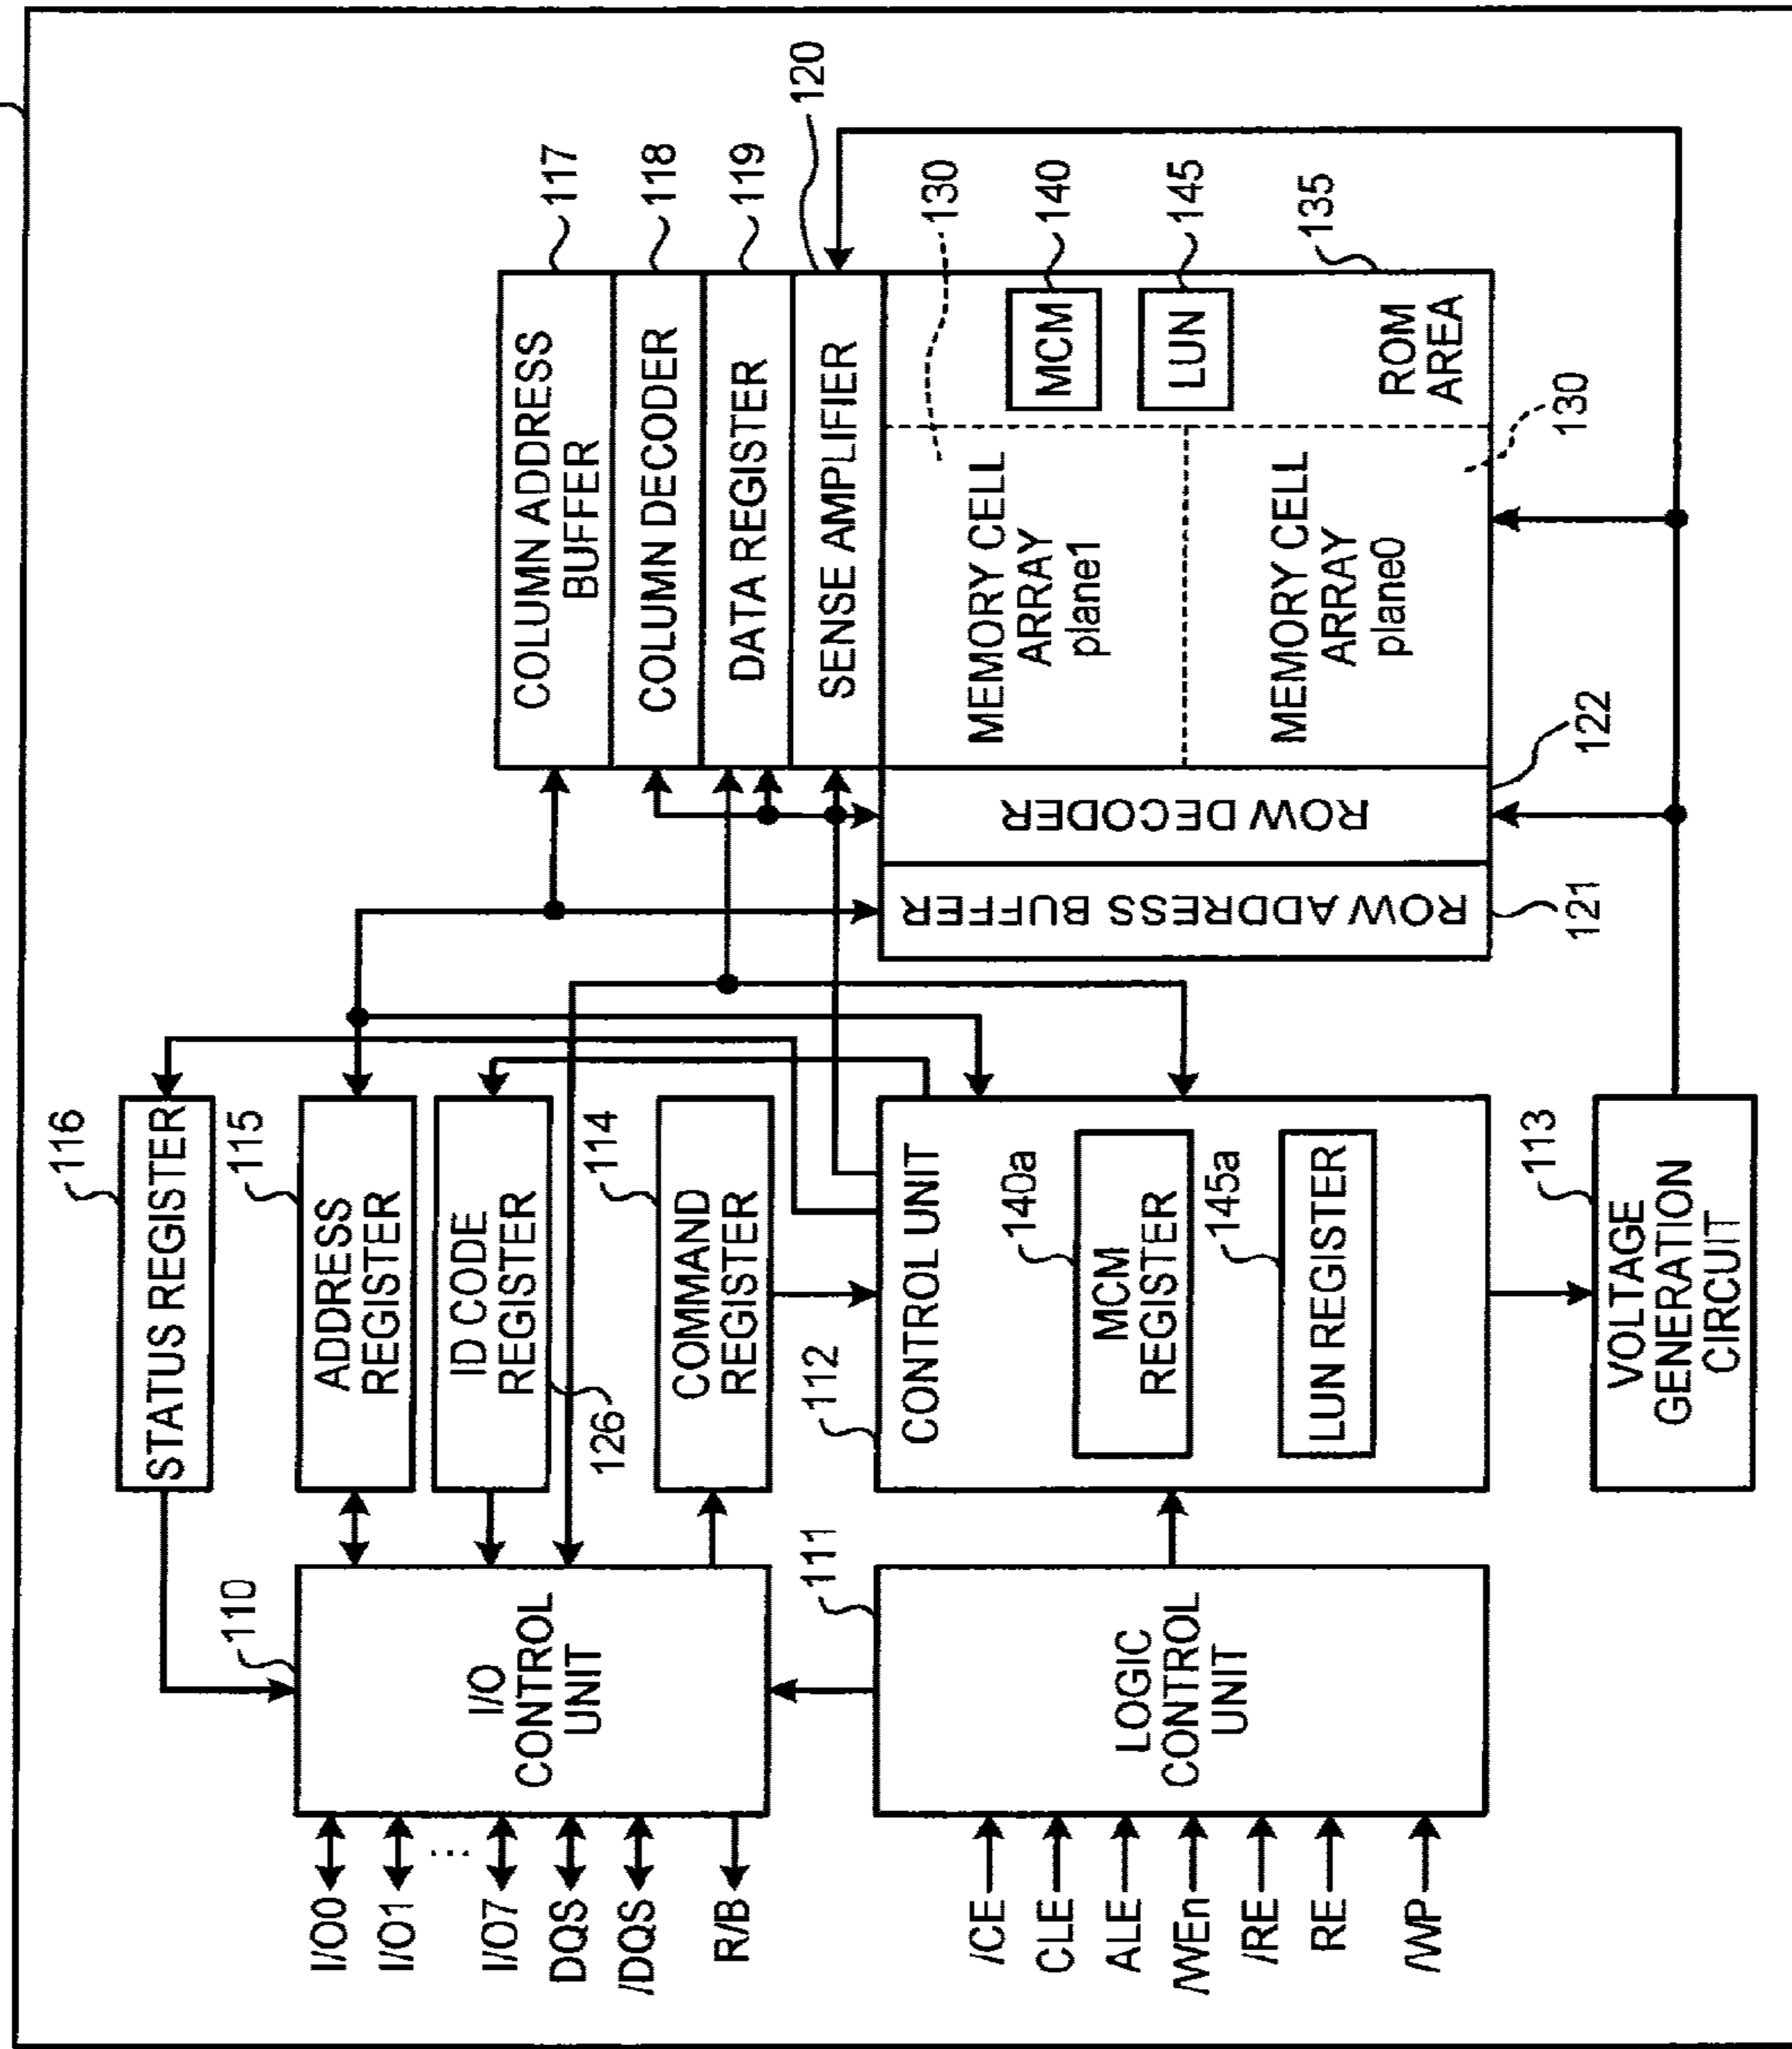 116
STATUS REGISTER
115
ADDRESS
REGISTER
ID CODE
REGISTER
126
114
COMMAND
REGISTER
110
I/O
CONTROL
UNIT
I/O0
I/O1
...
I/O7
DQS
/DQS
R/B
111
LOGIC
CONTROL
UNIT
/CE
CLE
ALE
/WEn
/RE
RE
/WP
112
CONTROL UNIT
140a
MCM
REGISTER
145a
LUN REGISTER
113
VOLTAGE
GENERATION
CIRCUIT
COLUMN ADDRESS
BUFFER
117
COLUMN DECODER
118
DATA REGISTER
119
SENSE AMPLIFIER
120
ROW ADDRESS BUFFER
121
ROW DECODER
122
MEMORY CELL
ARRAY
plane1
130
MEMORY CELL
ARRAY
plane0
130
MCM
140
LUN
145
ROM
AREA
135